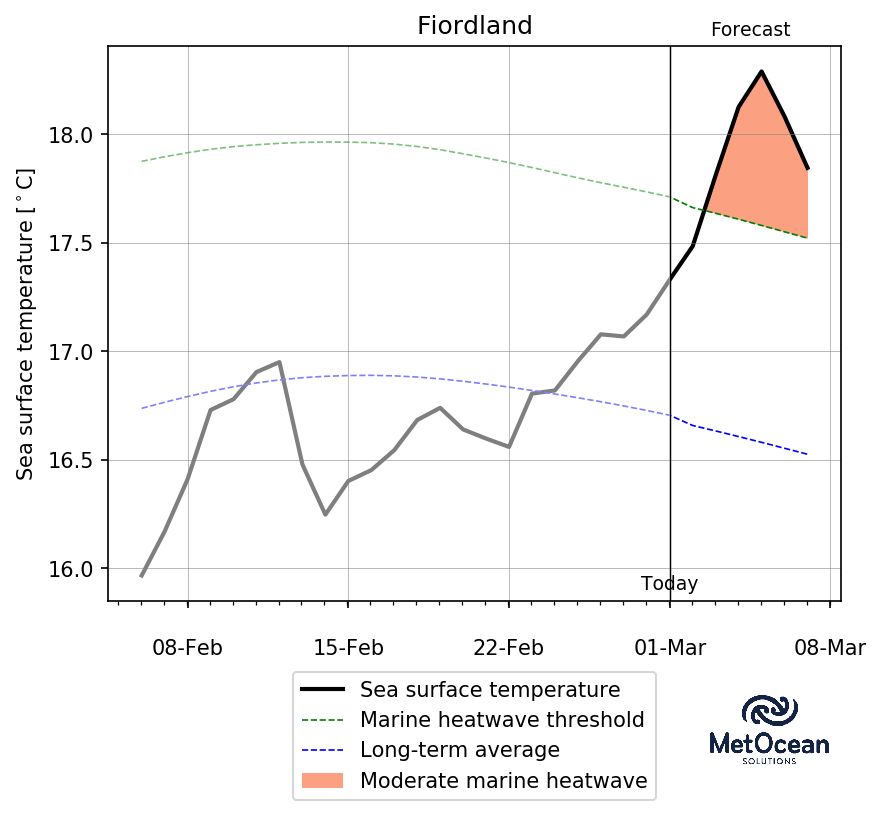 Fiordland
Forecast
Sea surface temperature [°C]
18.0
17.5
17.0
16.5
16.0
Today
08-Feb 15-Feb 22-Feb 01-Mar 08-Mar
Sea surface temperature
Marine heatwave threshold
Long-term average
Moderate marine heatwave
MetOcean
SOLUTIONS